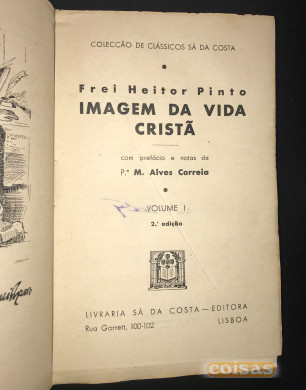 COLECÇÃO DE CLÁSSICOS SÁ DA COSTA
Frei Heitor Pinto
IMAGEM DA VIDA
CRISTÃ
com prefácio e notas de
P.ᵉ M. Alves Correia
VOLUME I
2.ª edição
LIVRARIA SÁ DA COSTA — EDITORA
Rua Garrett, 100-102 LISBOA
coisas